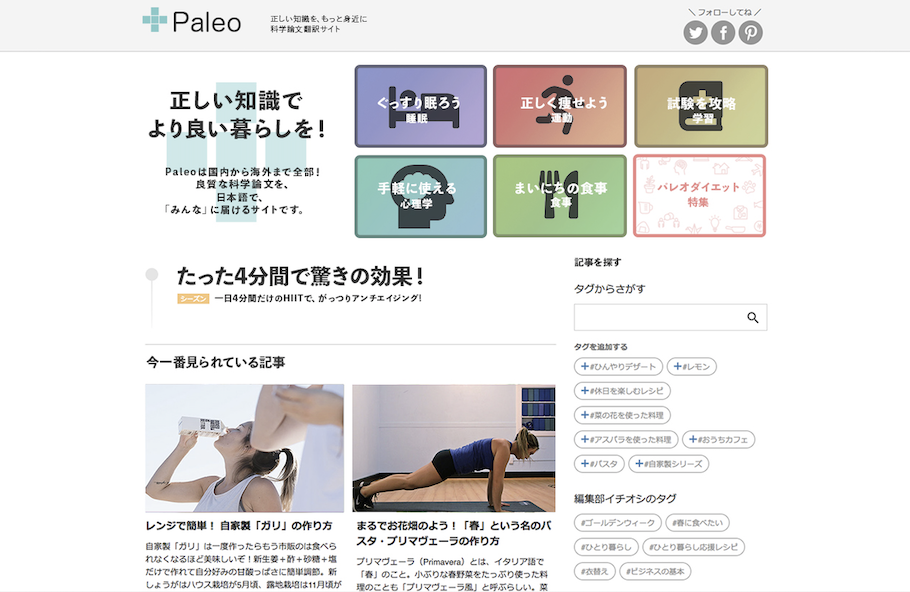 Paleo
正しい知識を、もっと身近に
科学論文翻訳サイト
＼ フォローしてね ／
正しい知識で
より良い暮らしを！
Paleoは国内から海外まで全部！
良質な科学論文を、
日本語で、
「みんな」に届けるサイトです。
ぐっすり眠ろう
睡眠
正しく痩せよう
運動
試験を攻略
学習
手軽に使える
心理学
まいにちの食事
食事
パレオダイエット
特集
たった4分間で驚きの効果！
シーズン 一日4分間だけのHIITで、がっつりアンチエイジング！
今一番見られている記事
レンジで簡単！ 自家製「ガリ」の作り方
自家製「ガリ」は一度作ったらもう市販のは食べら
れなくなるほど美味しいぞ！新生姜＋酢＋砂糖＋塩
だけで作れて自分好みの甘酸っぱさに簡単調節。新
しょうがはハウス栽培が5月頃、露地栽培は11月頃が
まるでお花畑のよう！「春」という名のパ
スタ・プリマヴェーラの作り方
プリマヴェーラ（Primavera）とは、イタリア語で
「春」のこと。小ぶりな春野菜をたっぷり使った料
理のことも「プリマヴェーラ風」と呼ぶらしい。菜
記事を探す
タグからさがす
タグを追加する
+#ひんやりデザート +#レモン
+#休日を楽しむレシピ
+#菜の花を使った料理
+#アスパラを使った料理 +#おうちカフェ
+#パスタ +#自家製シリーズ
編集部イチオシのタグ
#ゴールデンウィーク #春に食べたい
#ひとり暮らし #ひとり暮らし応援レシピ
#衣替え #ビジネスの基本